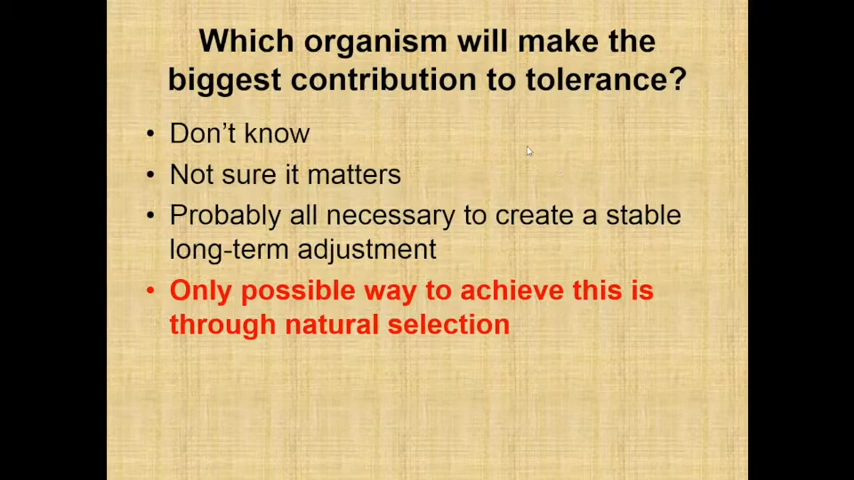 Which organism will make the
biggest contribution to tolerance?
• Don't know
• Not sure it matters
• Probably all necessary to create a stable
long-term adjustment
• Only possible way to achieve this is
through natural selection